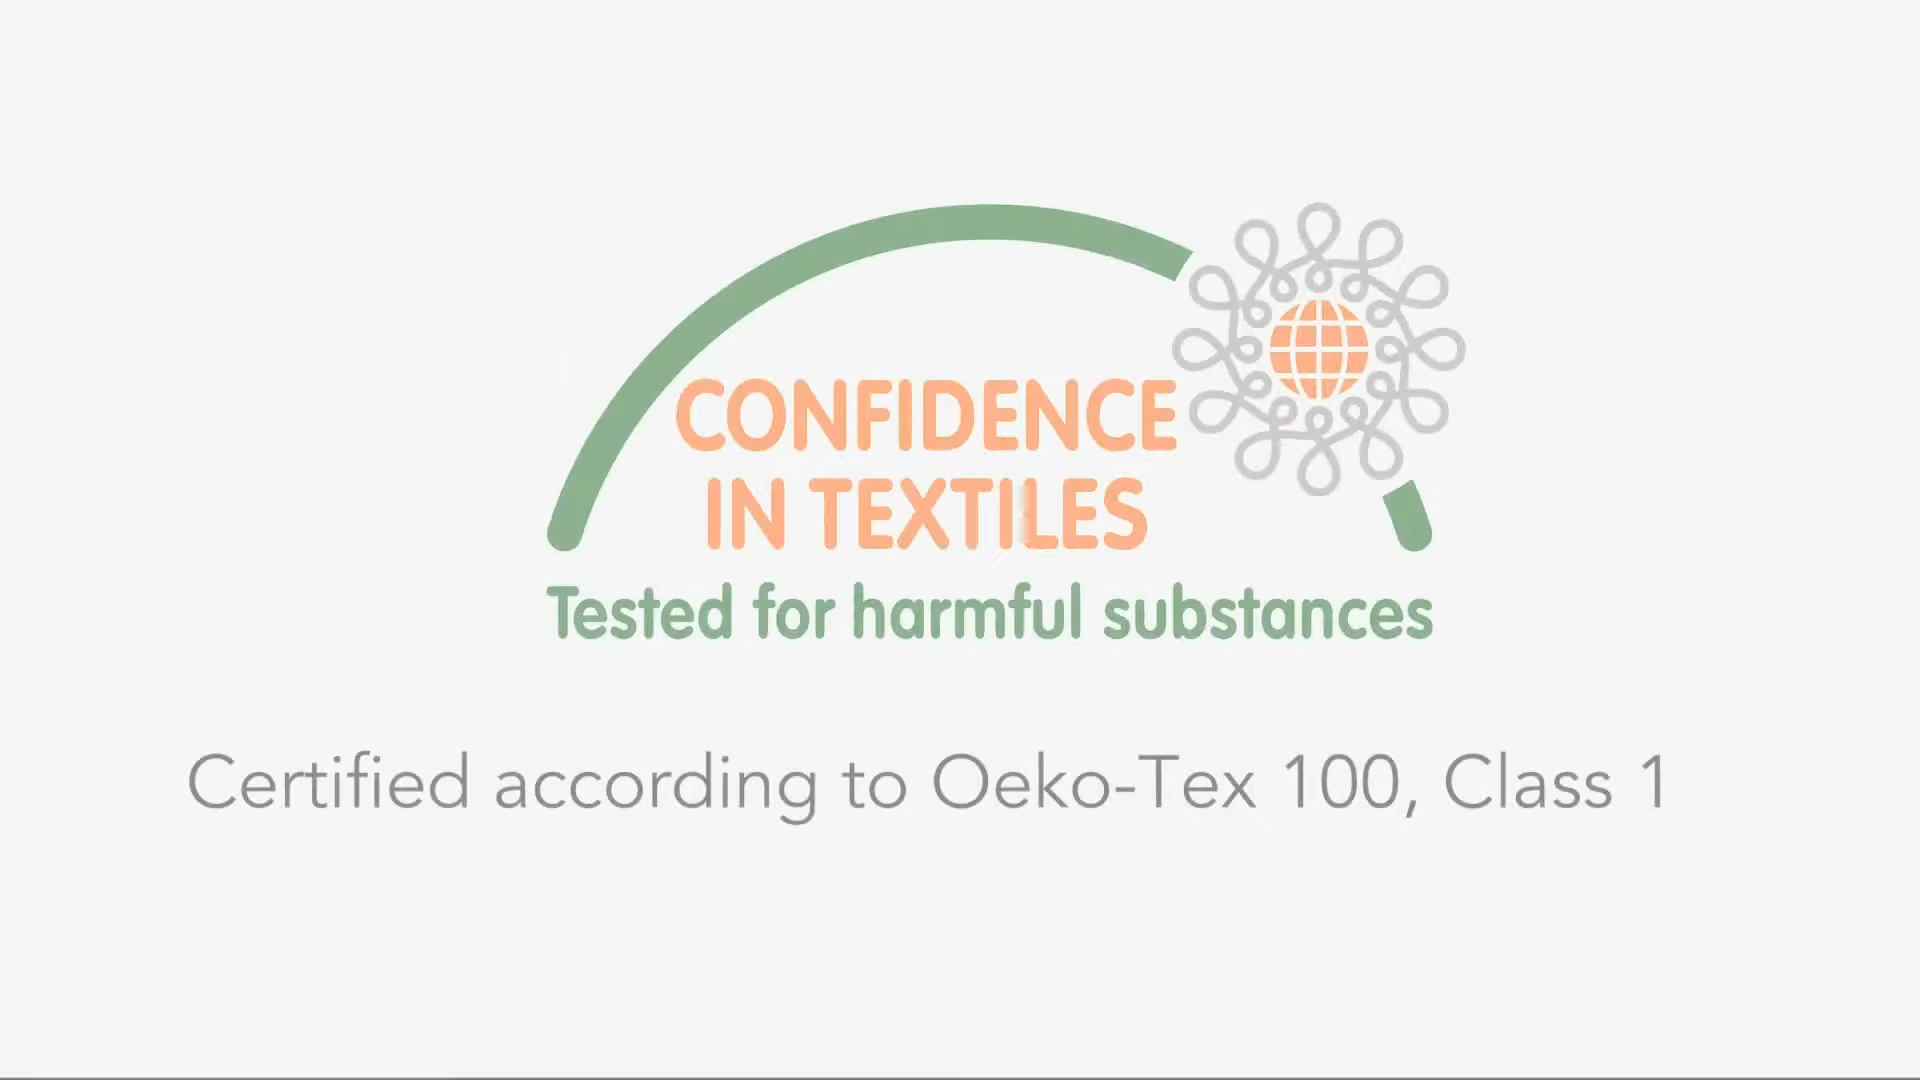 CONFIDENCE
IN TEXTILES
Tested for harmful substances
Certified according to Oeko-Tex 100, Class 1